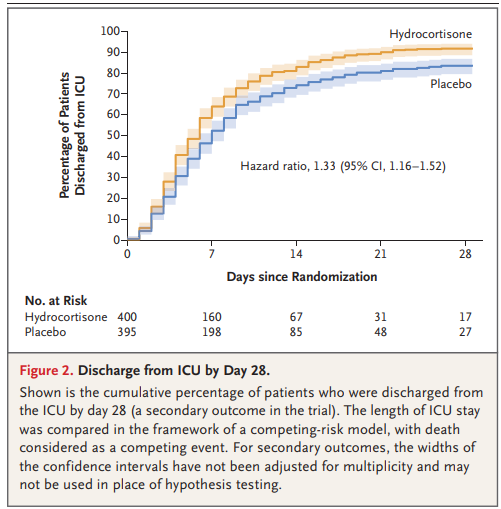 Percentage of Patients
Discharged from ICU
100
90
80
70
60
50
40
30
20
10
0
Hydrocortisone
Placebo
Hazard ratio, 1.33 (95% CI, 1.16–1.52)
0 7 14 21 28
Days since Randomization
No. at Risk
Hydrocortisone 400 160 67 31 17
Placebo 395 198 85 48 27
Figure 2. Discharge from ICU by Day 28.
Shown is the cumulative percentage of patients who were discharged from
the ICU by day 28 (a secondary outcome in the trial). The length of ICU stay
was compared in the framework of a competing-risk model, with death
considered as a competing event. For secondary outcomes, the widths of
the confidence intervals have not been adjusted for multiplicity and may
not be used in place of hypothesis testing.